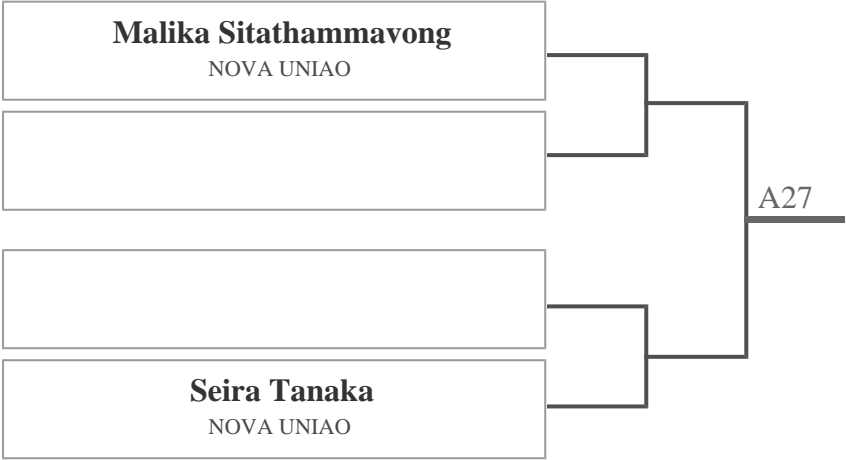 Malika Sitathammavong
NOVA UNIAO
A27
Seira Tanaka
NOVA UNIAO